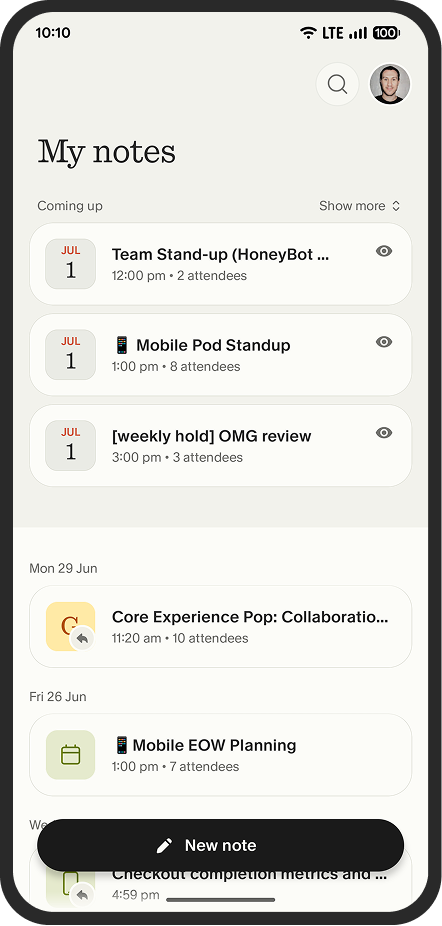 10:10
LTE 100
My notes
Coming up
Show more
JUL
1
Team Stand-up (HoneyBot ...
12:00 pm • 2 attendees
JUL
1
📱 Mobile Pod Standup
1:00 pm • 8 attendees
JUL
1
[weekly hold] OMG review
3:00 pm • 3 attendees
Mon 29 Jun
G
Core Experience Pop: Collaboratio...
11:20 am • 10 attendees
Fri 26 Jun
📱Mobile EOW Planning
1:00 pm • 7 attendees
New note
Checkout completion metrics and ...
4:59 pm